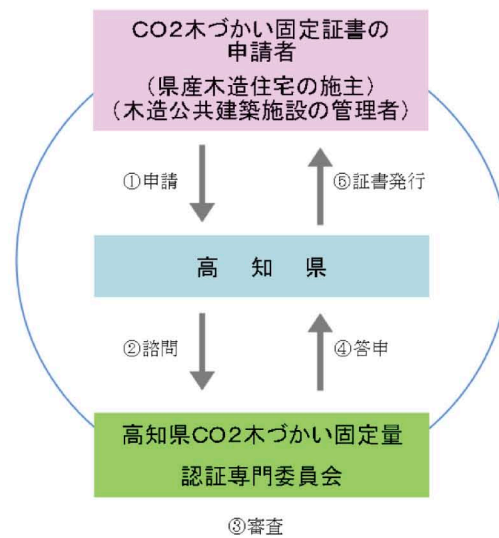 CO2木づかい固定証書の
申請者
（県産木造住宅の施主）
（木造公共建築施設の管理者）
①申請
⑤証書発行
高　知　県
②諮問
④答申
高知県CO2木づかい固定量
認証専門委員会
③審査